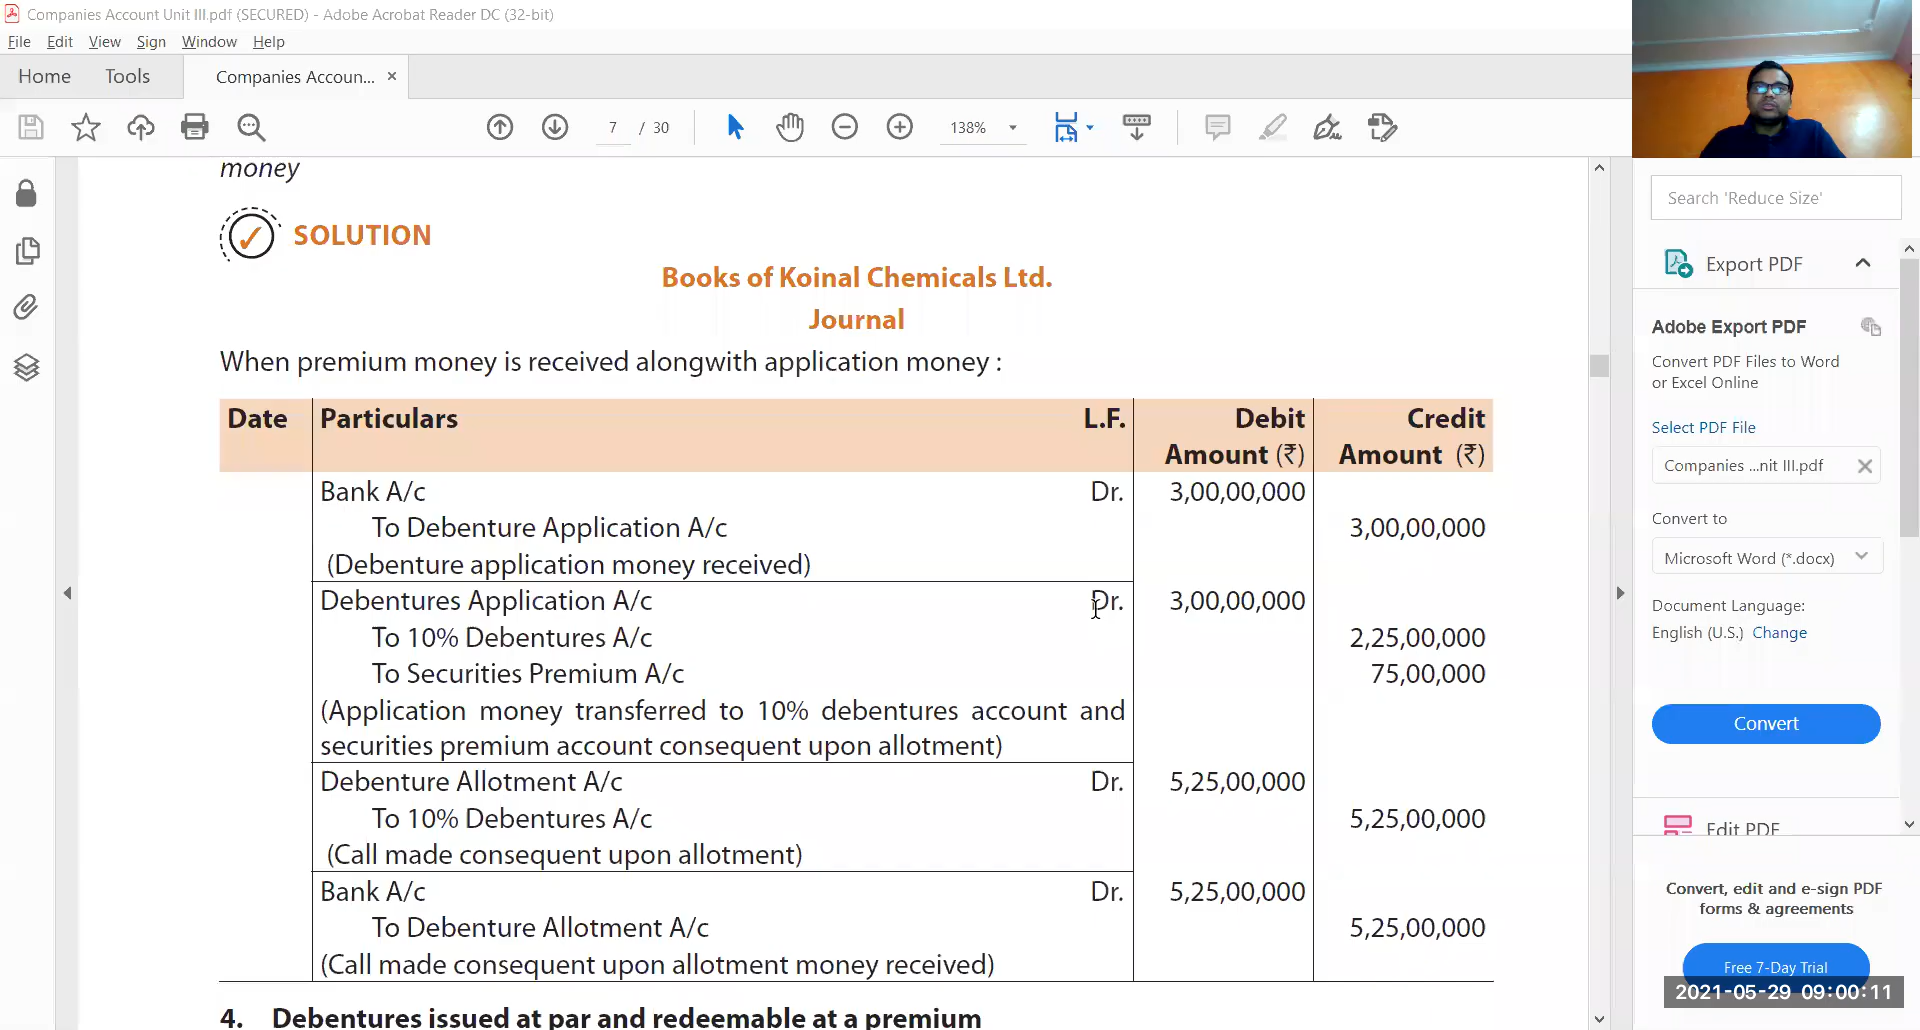 Companies Account Unit III.pdf (SECURED) - Adobe Acrobat Reader DC (32-bit)
File Edit View Sign Window Help
Home Tools Companies Accoun... ×
7 / 30 138%
money
SOLUTION
Books of Koinal Chemicals Ltd.
Journal
When premium money is received alongwith application money :
Date Particulars L.F. Debit Credit
Amount (₹) Amount (₹)
Bank A/c Dr. 3,00,00,000
To Debenture Application A/c 3,00,00,000
(Debenture application money received)
Debentures Application A/c Dr. 3,00,00,000
To 10% Debentures A/c 2,25,00,000
To Securities Premium A/c 75,00,000
(Application money transferred to 10% debentures account and
securities premium account consequent upon allotment)
Debenture Allotment A/c Dr. 5,25,00,000
To 10% Debentures A/c 5,25,00,000
(Call made consequent upon allotment)
Bank A/c Dr. 5,25,00,000
To Debenture Allotment A/c 5,25,00,000
(Call made consequent upon allotment money received)
4. Debentures issued at par and redeemable at a premium
Search 'Reduce Size'
Export PDF
Adobe Export PDF
Convert PDF Files to Word
or Excel Online
Select PDF File
Companies ...nit III.pdf
Convert to
Microsoft Word (*.docx)
Document Language:
English (U.S.) Change
Convert
Edit PDF
Convert, edit and e-sign PDF
forms & agreements
Free 7-Day Trial
2021-05-29 09:00:11